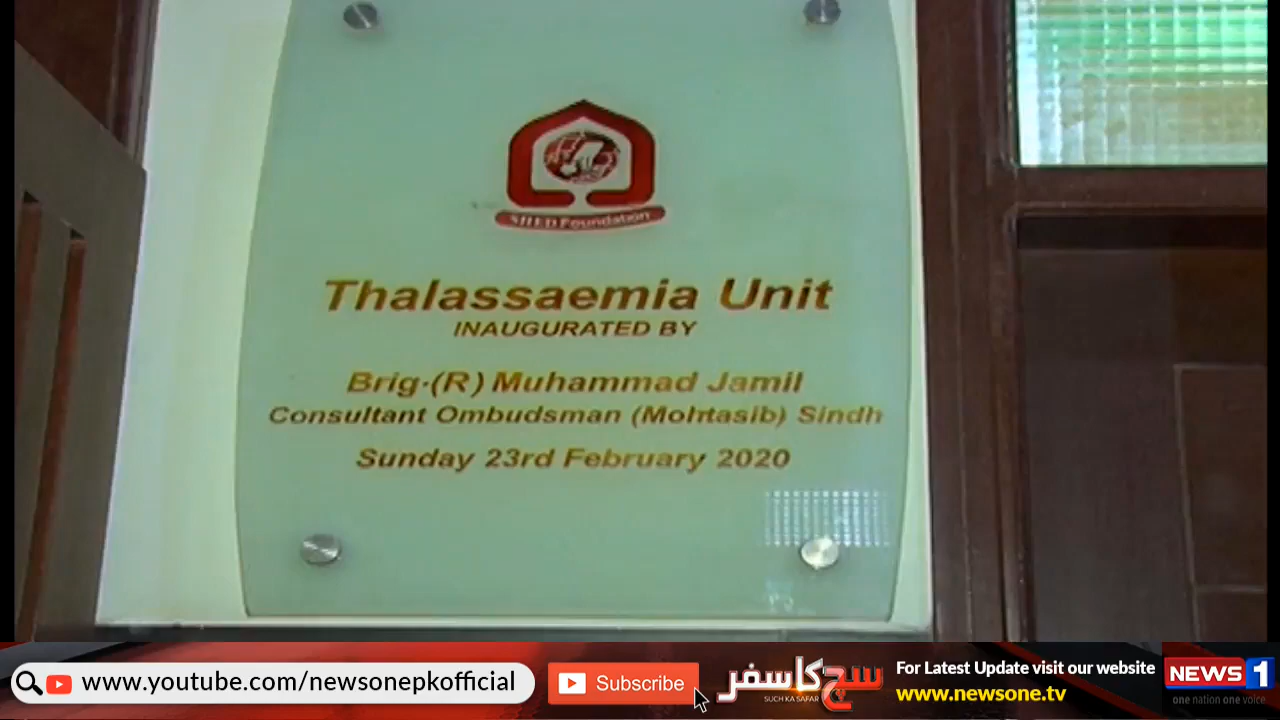 SHED Foundation
Thalassaemia Unit
INAUGURATED BY
Brig·(R) Muhammad Jamil
Consultant Ombudsman (Mohtasib) Sindh
Sunday 23rd February 2020
www.youtube.com/newsonepkofficial
Subscribe
سچ کا سفر
SUCH KA SAFAR
For Latest Update visit our website
www.newsone.tv
NEWS 1
one nation one voice